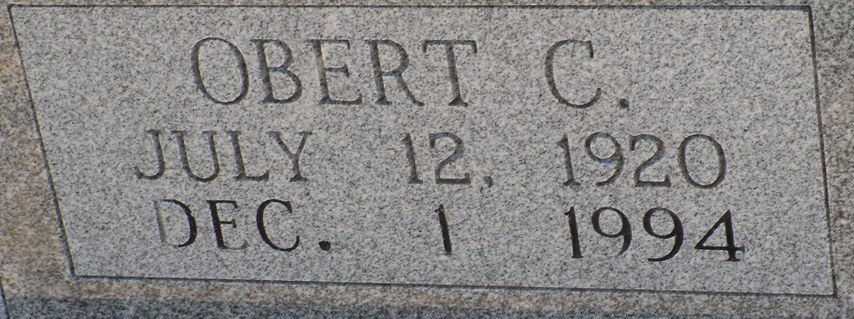 OBERT C.
JULY 12, 1920
DEC. 1 1994